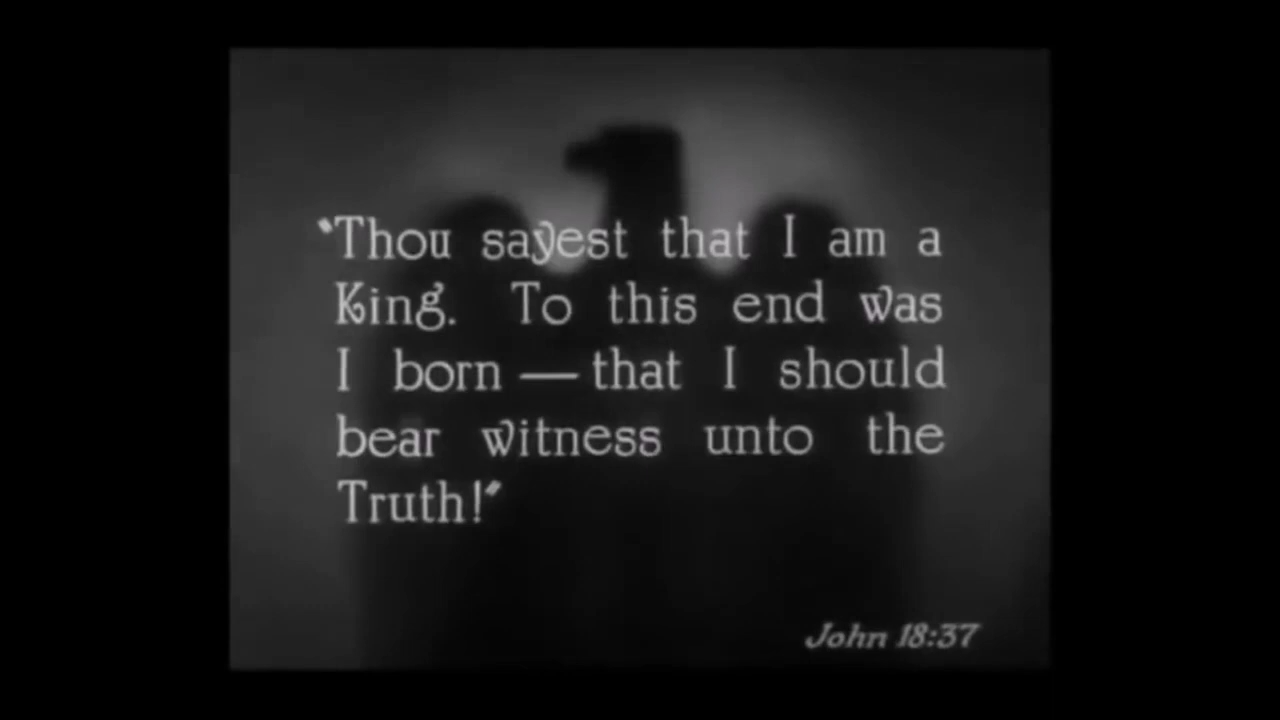 "Thou sayest that I am a
King. To this end was
I born — that I should
bear witness unto the
Truth!"
John 18:37